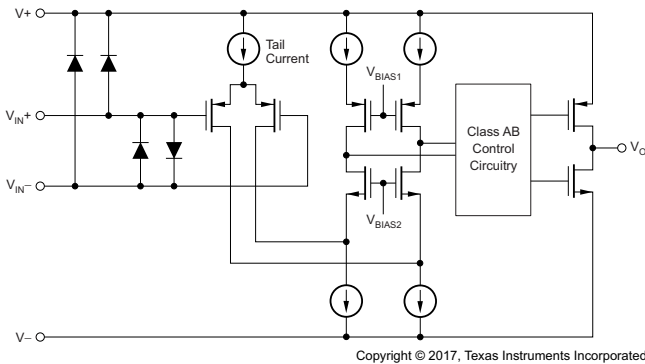 V+
Tail
Current
VBIAS1
VIN+
Class AB
Control
Circuitry
VO
VIN−
VBIAS2
V−
Copyright © 2017, Texas Instruments Incorporated